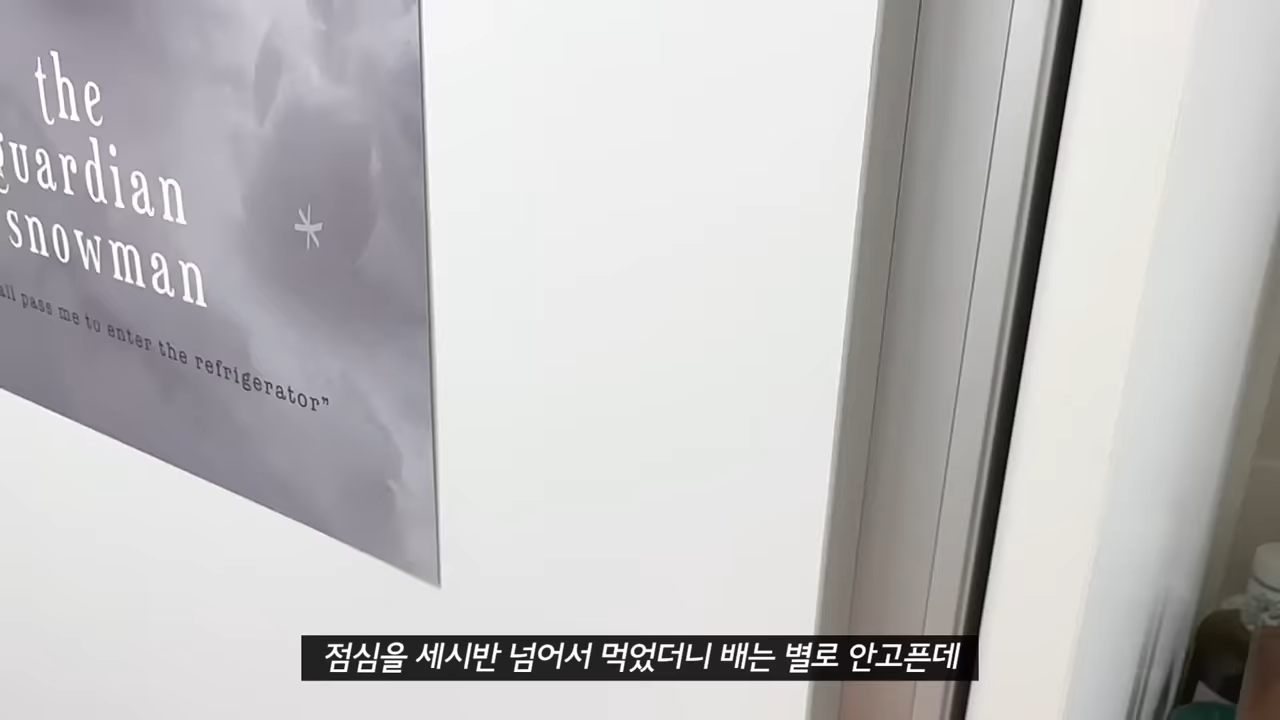 the
guardian
snowman
all pass me to enter the refrigerator”
점심을 세시반 넘어서 먹었더니 배는 별로 안고픈데